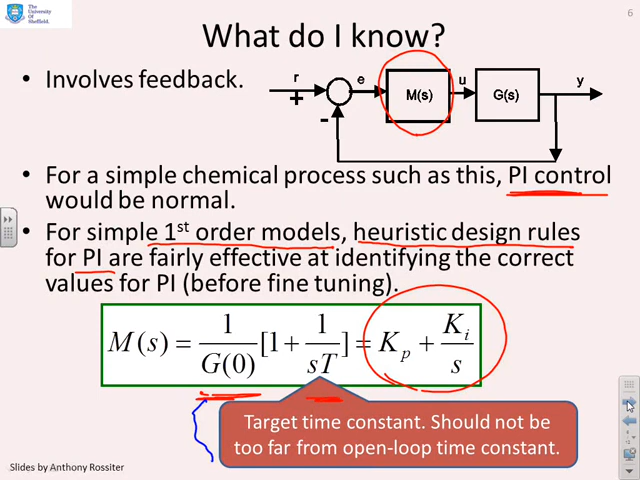 The
University
Of
Sheffield.
6
What do I know?
• Involves feedback.
r
e
M(s)
u
G(s)
y
+
-
• For a simple chemical process such as this, PI control
would be normal.
• For simple 1st order models, heuristic design rules
for PI are fairly effective at identifying the correct
values for PI (before fine tuning).
M(s) = 1/G(0) [1 + 1/sT] = Kp + Ki/s
Target time constant. Should not be
too far from open-loop time constant.
Slides by Anthony Rossiter